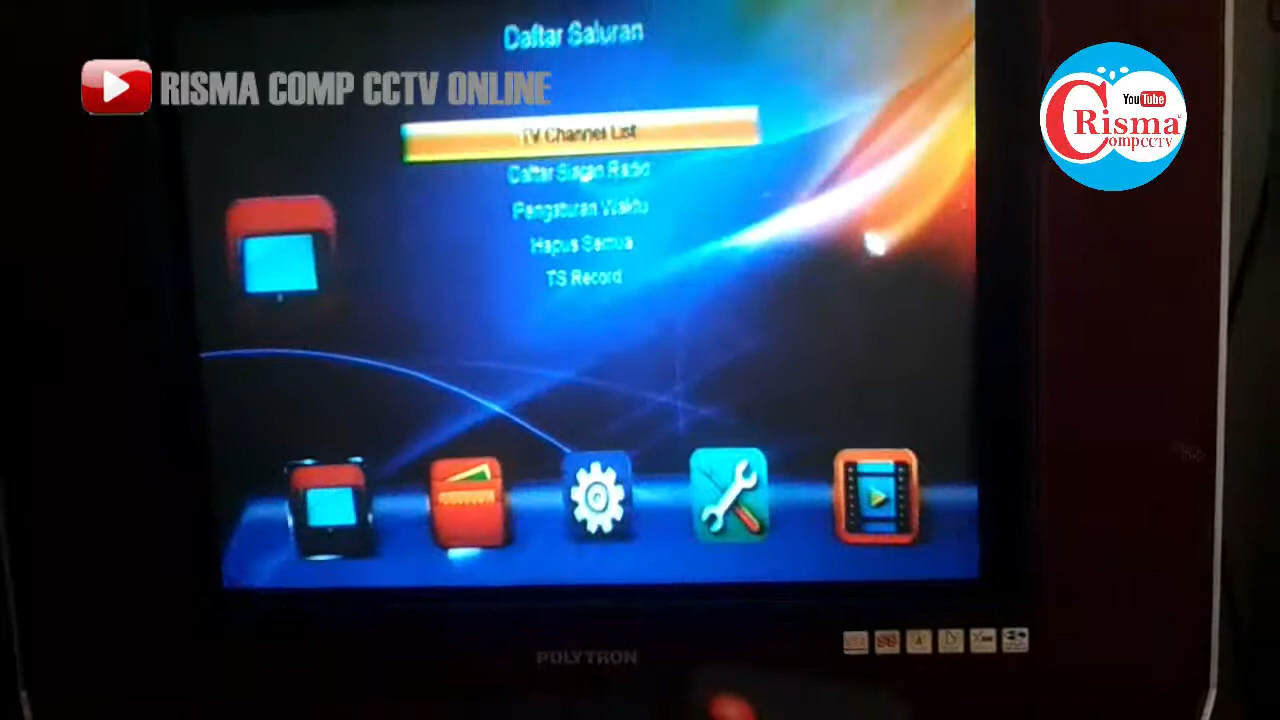 Daftar Saluran
RISMA COMP CCTV ONLINE
YouTube
CRisma
CompCCTV
TV Channel List
Daftar Siaran Radio
Pengaturan Waktu
Hapus Semua
TS Record
POLYTRON